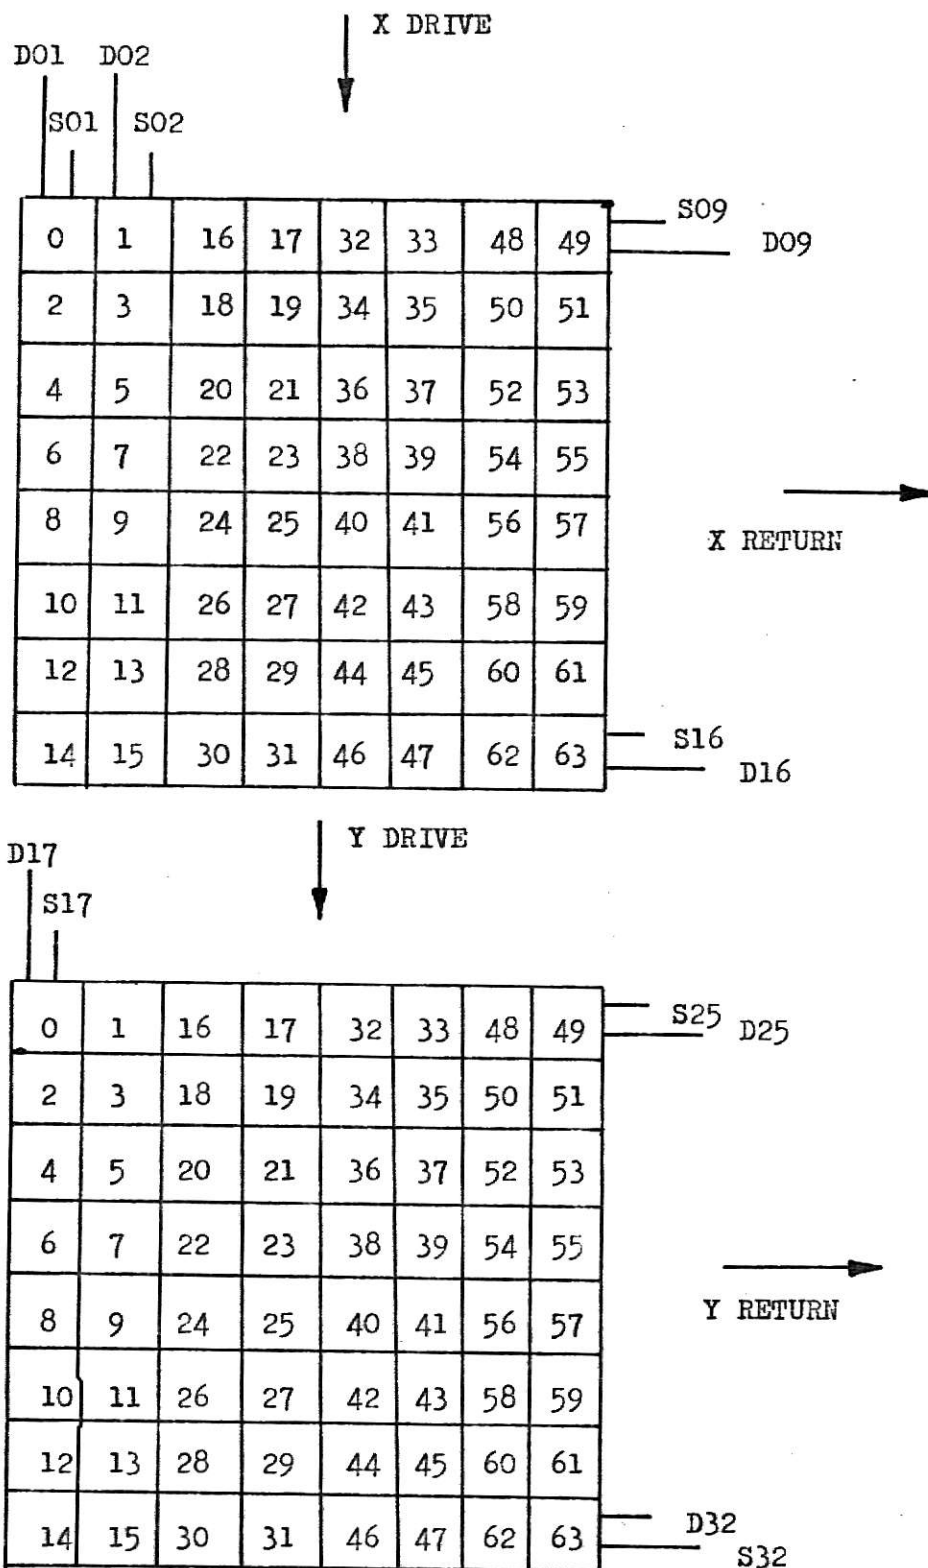 X DRIVE
D01 D02
S01 S02
S09
0 1 16 17 32 33 48 49
D09
2 3 18 19 34 35 50 51
4 5 20 21 36 37 52 53
6 7 22 23 38 39 54 55
8 9 24 25 40 41 56 57
X RETURN
10 11 26 27 42 43 58 59
12 13 28 29 44 45 60 61
S16
14 15 30 31 46 47 62 63
D16
Y DRIVE
D17
S17
S25
0 1 16 17 32 33 48 49
D25
2 3 18 19 34 35 50 51
4 5 20 21 36 37 52 53
6 7 22 23 38 39 54 55
Y RETURN
8 9 24 25 40 41 56 57
10 11 26 27 42 43 58 59
12 13 28 29 44 45 60 61
D32
14 15 30 31 46 47 62 63
S32